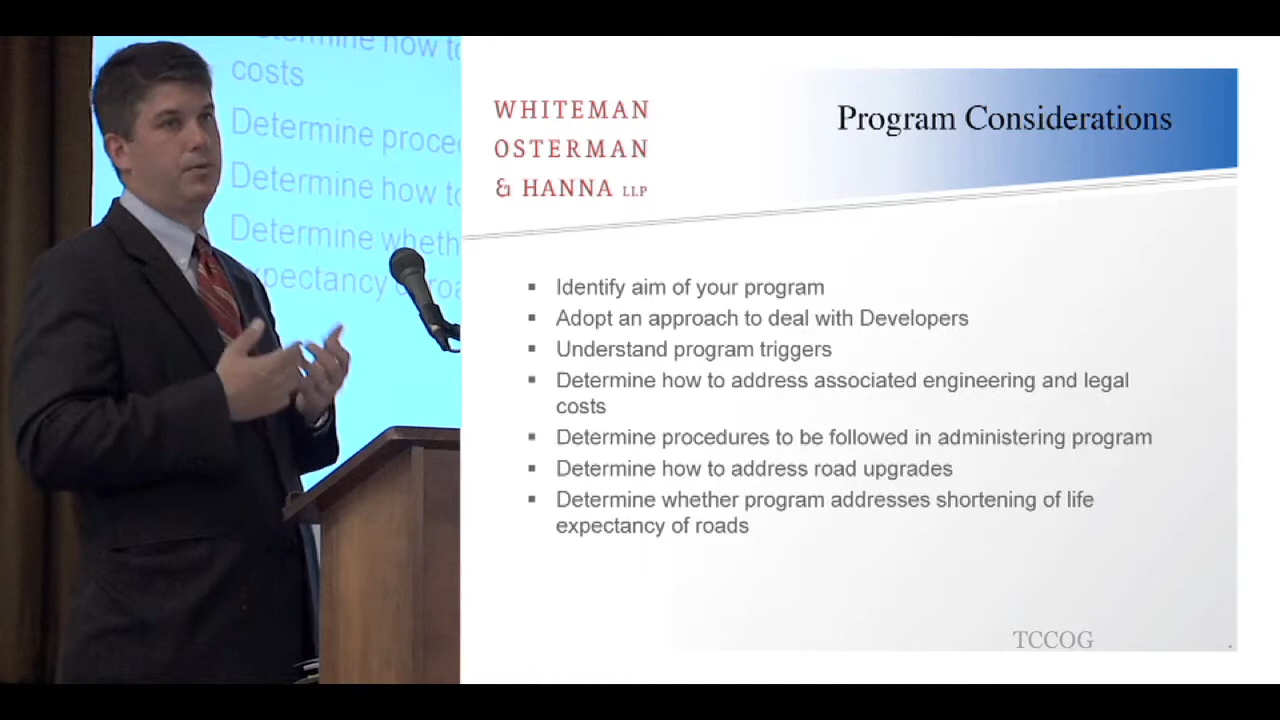 costs
Determine
Determine how to
Determine
WHITEMAN
OSTERMAN
& HANNA LLP
Program Considerations
▪ Identify aim of your program
▪ Adopt an approach to deal with Developers
▪ Understand program triggers
▪ Determine how to address associated engineering and legal
costs
▪ Determine procedures to be followed in administering program
▪ Determine how to address road upgrades
▪ Determine whether program addresses shortening of life
expectancy of roads
TCCOG